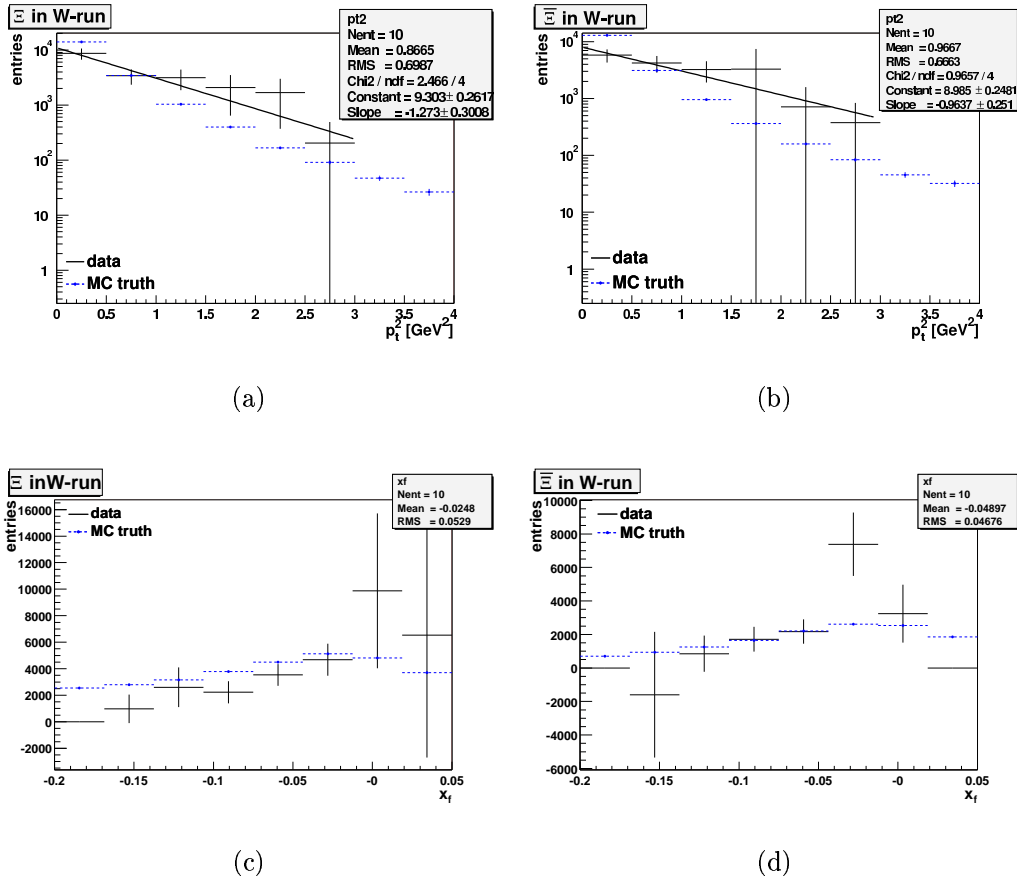 Ξ in W-run
pt2
Nent = 10
Mean = 0.8665
RMS = 0.6987
Chi2 / ndf = 2.466 / 4
Constant = 9.303 ± 0.2617
Slope = -1.273 ± 0.3008
entries
10^4
10^3
10^2
10
1
data
MC truth
0 0.5 1 1.5 2 2.5 3 3.5 4
p_t^2 [GeV^2]
(a)
Ξ̅ in W-run
pt2
Nent = 10
Mean = 0.9667
RMS = 0.6663
Chi2 / ndf = 0.9657 / 4
Constant = 8.985 ± 0.2481
Slope = -0.9637 ± 0.251
entries
10^4
10^3
10^2
10
1
data
MC truth
0 0.5 1 1.5 2 2.5 3 3.5 4
p_t^2 [GeV^2]
(b)
Ξ inW-run
xf
Nent = 10
Mean = -0.0248
RMS = 0.0529
entries
16000
14000
12000
10000
8000
6000
4000
2000
0
-2000
data
MC truth
-0.2 -0.15 -0.1 -0.05 -0 0.05
x_f
(c)
Ξ̅ in W-run
xf
Nent = 10
Mean = -0.04897
RMS = 0.04676
entries
10000
8000
6000
4000
2000
0
-2000
-4000
-6000
data
MC truth
-0.2 -0.15 -0.1 -0.05 -0 0.05
x_f
(d)